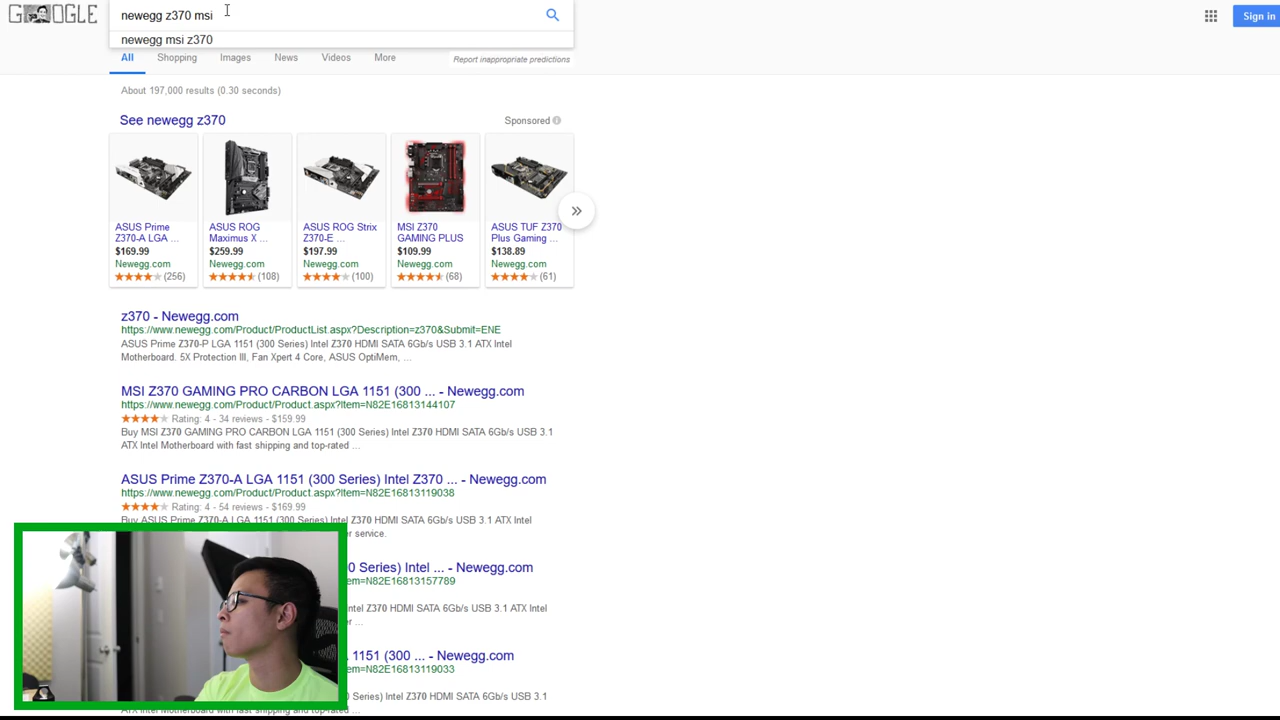 GOOGLE
newegg z370 msi
Sign in
newegg msi z370
All Shopping Images News Videos More
Report inappropriate predictions
About 197,000 results (0.30 seconds)
See newegg z370
Sponsored
ASUS Prime
Z370-A LGA ...
$169.99
Newegg.com
(256)
ASUS ROG
Maximus X ...
$259.99
Newegg.com
(108)
ASUS ROG Strix
Z370-E ...
$197.99
Newegg.com
(100)
MSI Z370
GAMING PLUS
$109.99
Newegg.com
(68)
ASUS TUF Z370
Plus Gaming ...
$138.89
Newegg.com
(61)
z370 - Newegg.com
https://www.newegg.com/Product/ProductList.aspx?Description=z370&Submit=ENE
ASUS Prime Z370-P LGA 1151 (300 Series) Intel Z370 HDMI SATA 6Gb/s USB 3.1 ATX Intel
Motherboard. 5X Protection III, Fan Xpert 4 Core, ASUS OptiMem, ...
MSI Z370 GAMING PRO CARBON LGA 1151 (300 ... - Newegg.com
https://www.newegg.com/Product/Product.aspx?Item=N82E16813144107
Rating: 4 - 34 reviews - $159.99
Buy MSI Z370 GAMING PRO CARBON LGA 1151 (300 Series) Intel Z370 HDMI SATA 6Gb/s USB 3.1
ATX Intel Motherboard with fast shipping and top-rated ...
ASUS Prime Z370-A LGA 1151 (300 Series) Intel Z370 ... - Newegg.com
https://www.newegg.com/Product/Product.aspx?Item=N82E16813119038
Rating: 4 - 54 reviews - $169.99
Buy ASUS Prime Z370-A LGA 1151 (300 Series) Intel Z370 HDMI SATA 6Gb/s USB 3.1 ATX Intel
r service.
0 Series) Intel ... - Newegg.com
em=N82E16813157789
ntel Z370 HDMI SATA 6Gb/s USB 3.1 ATX Intel
er ...
1151 (300 ... - Newegg.com
em=N82E16813119033
0 Series) Intel Z370 HDMI SATA 6Gb/s USB 3.1 ATX Intel
ATX Intel Motherboard with fast shipping and top-rated ...